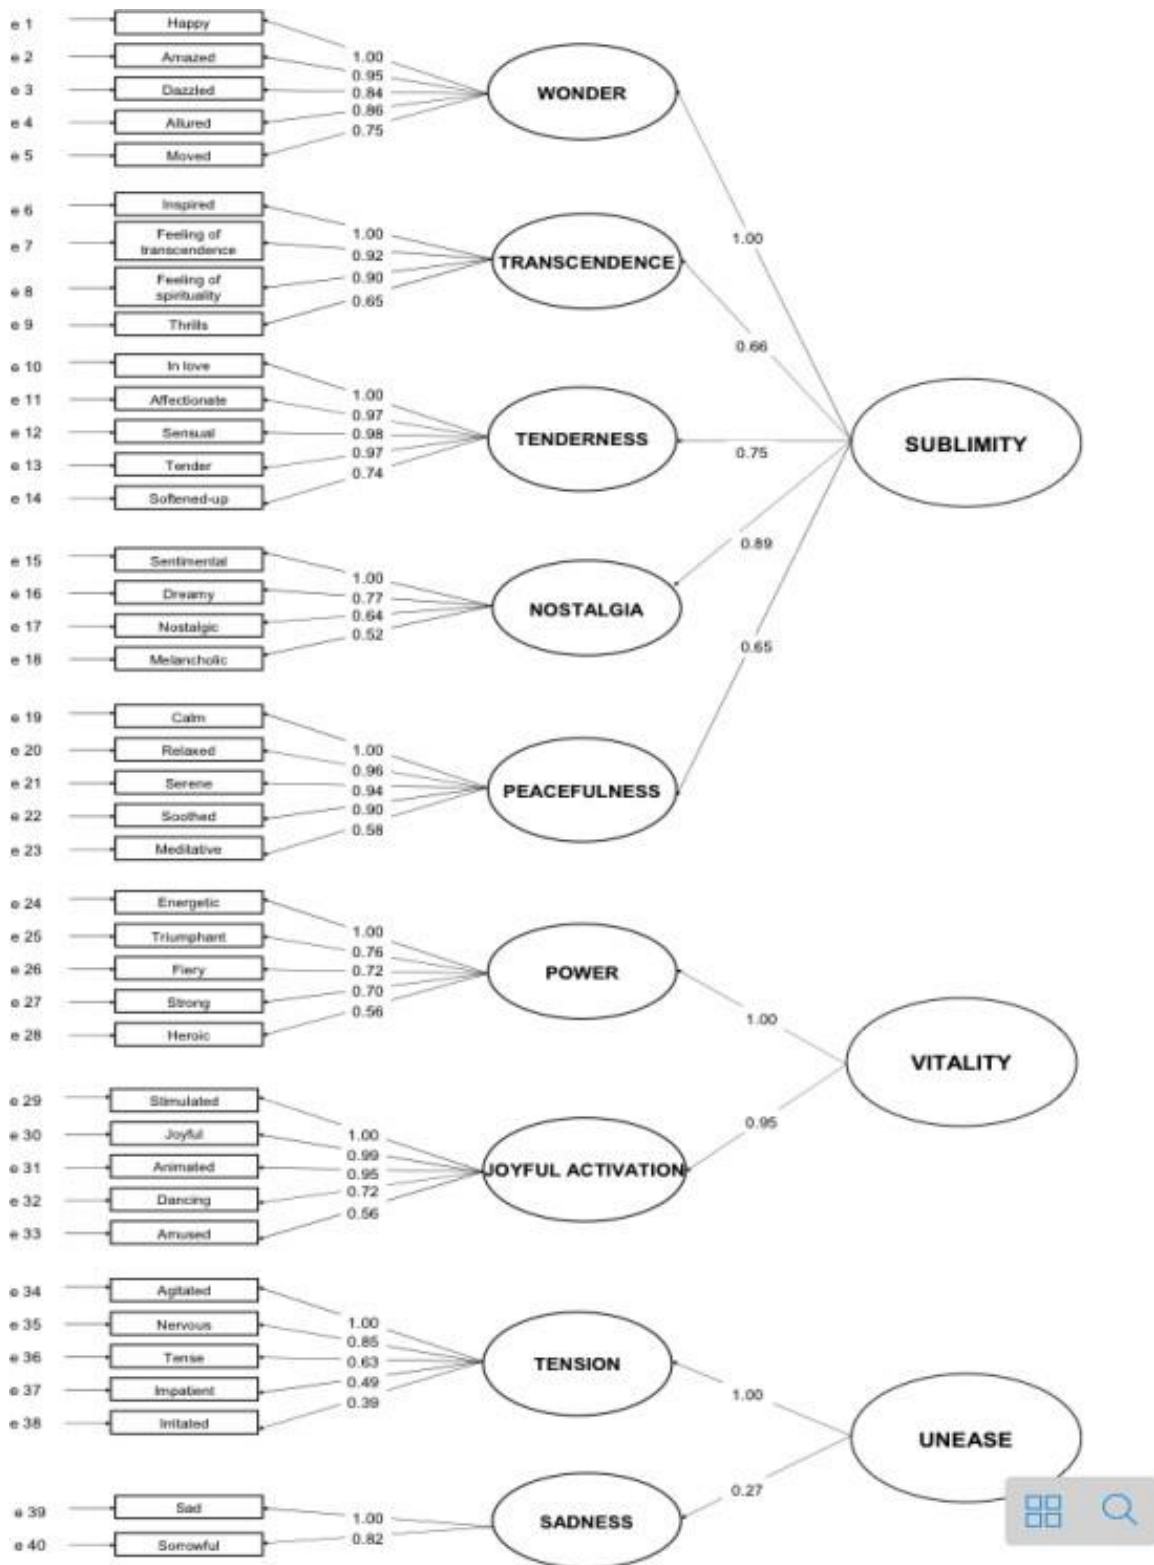 e 1 Happy
1.00
e 2 Amazed
0.95
e 3 Dazzled
0.84
WONDER
e 4 Allured
0.86
e 5 Moved
0.75
e 6 Inspired
1.00
e 7 Feeling of
transcendence
0.92
TRANSCENDENCE
e 8 Feeling of
spirituality
0.90
e 9 Thrills
0.65
1.00
0.66
e 10 In love
1.00
e 11 Affectionate
0.97
e 12 Sensual
0.98
TENDERNESS
e 13 Tender
0.97
e 14 Softened-up
0.74
0.75
SUBLIMITY
e 15 Sentimental
1.00
e 16 Dreamy
0.77
e 17 Nostalgic
0.64
NOSTALGIA
e 18 Melancholic
0.52
0.89
0.65
e 19 Calm
1.00
e 20 Relaxed
0.96
e 21 Serene
0.94
PEACEFULNESS
e 22 Soothed
0.90
e 23 Meditative
0.58
e 24 Energetic
1.00
e 25 Triumphant
0.76
e 26 Fiery
0.72
POWER
e 27 Strong
0.70
e 28 Heroic
0.56
1.00
VITALITY
0.95
e 29 Stimulated
1.00
e 30 Joyful
0.99
e 31 Animated
0.95
JOYFUL ACTIVATION
e 32 Dancing
0.72
e 33 Amused
0.56
e 34 Agitated
1.00
e 35 Nervous
0.85
e 36 Tense
0.63
TENSION
e 37 Impatient
0.49
e 38 Irritated
0.39
1.00
UNEASE
0.27
e 39 Sad
1.00
SADNESS
e 40 Sorrowful
0.82